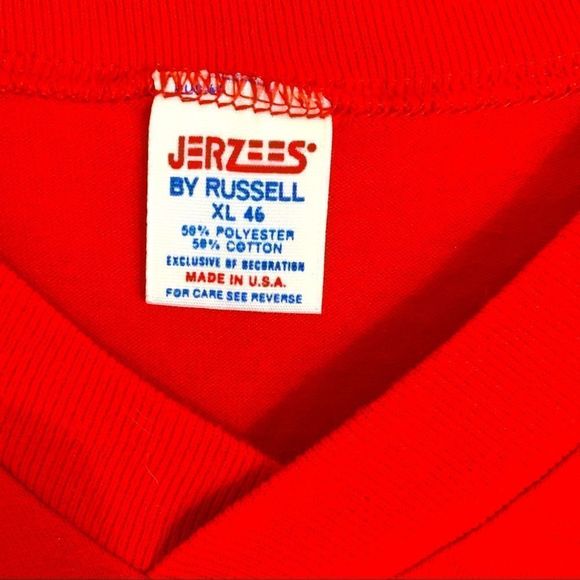 JERZEES
BY RUSSELL
XL 46
50% POLYESTER
50% COTTON
EXCLUSIVE OF DECORATION
MADE IN U.S.A.
FOR CARE SEE REVERSE